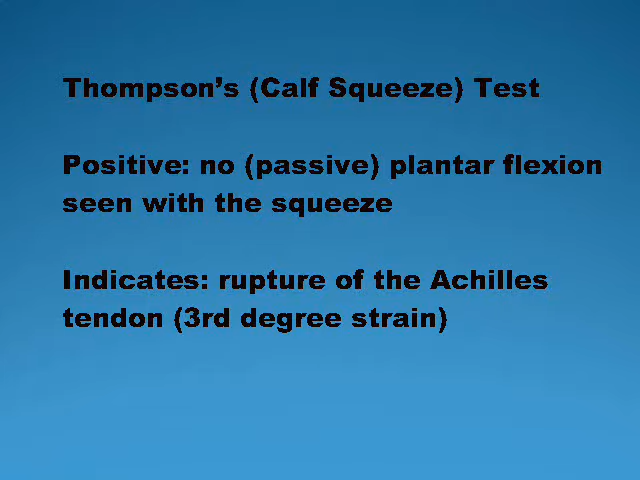 Thompson’s (Calf Squeeze) Test
Positive: no (passive) plantar flexion
seen with the squeeze
Indicates: rupture of the Achilles
tendon (3rd degree strain)